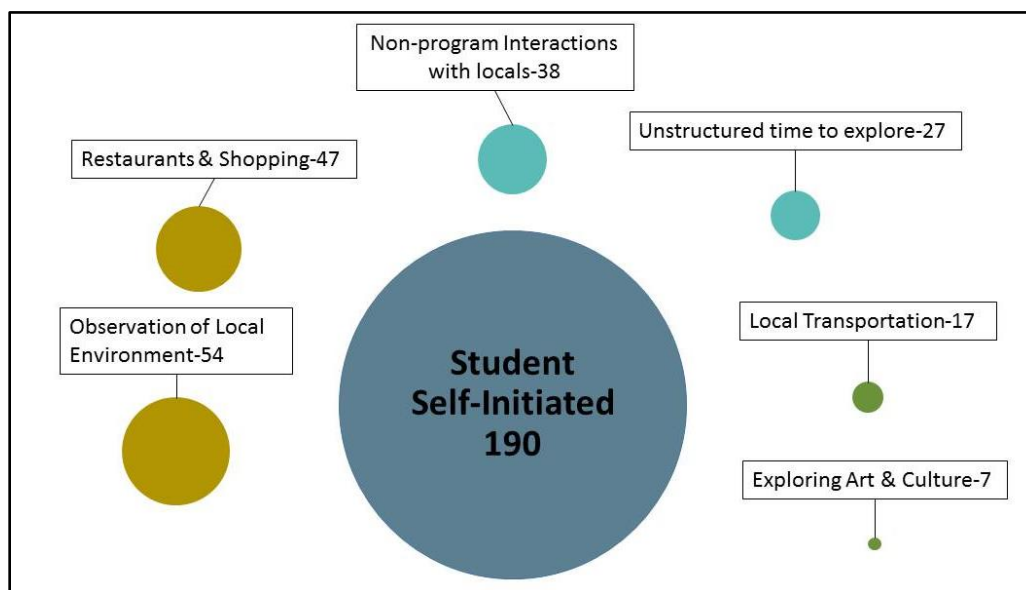 Non-program Interactions
with locals-38
Unstructured time to explore-27
Restaurants & Shopping-47
Observation of Local
Environment-54
Local Transportation-17
Student
Self-Initiated
190
Exploring Art & Culture-7